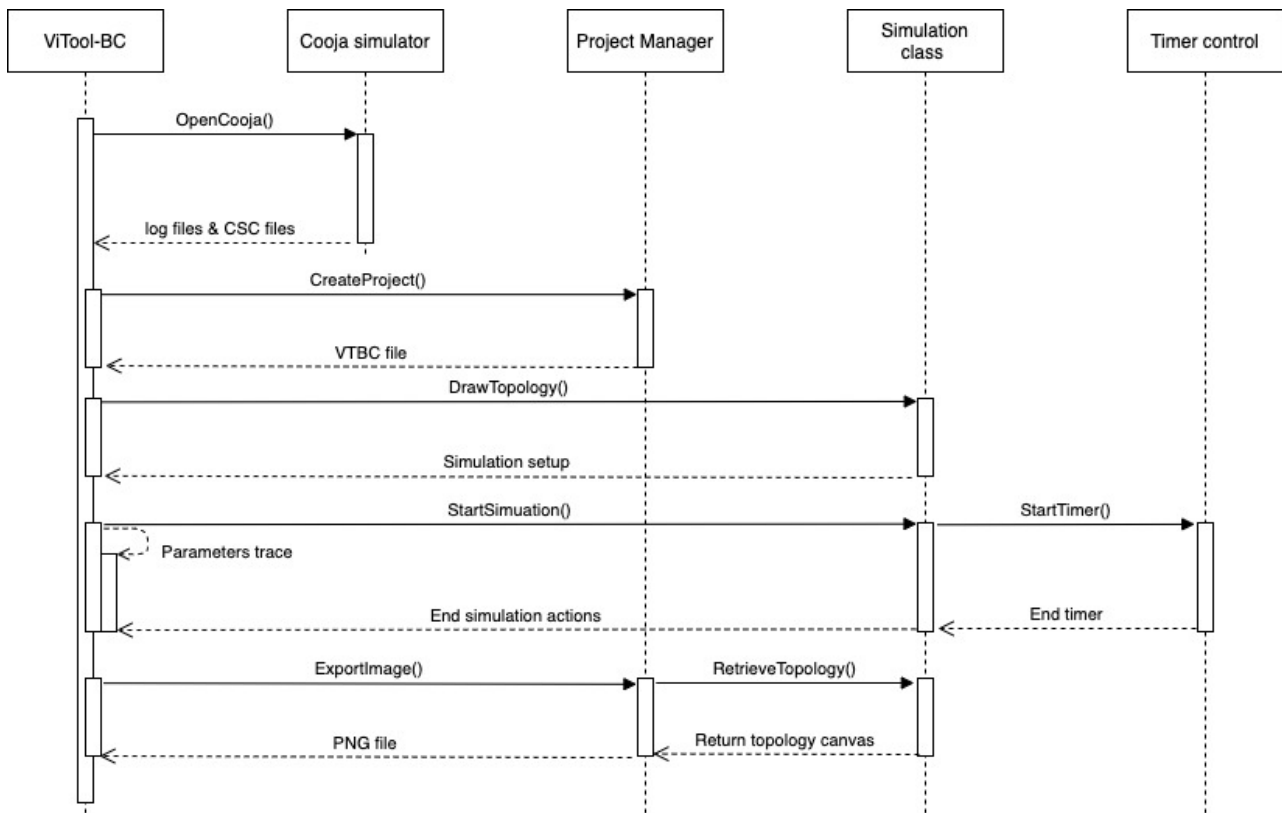 ViTool-BC
Cooja simulator
Project Manager
Simulation
class
Timer control
OpenCooja()
log files & CSC files
CreateProject()
VTBC file
DrawTopology()
Simulation setup
StartSimuation()
StartTimer()
Parameters trace
End simulation actions
End timer
ExportImage()
RetrieveTopology()
PNG file
Return topology canvas